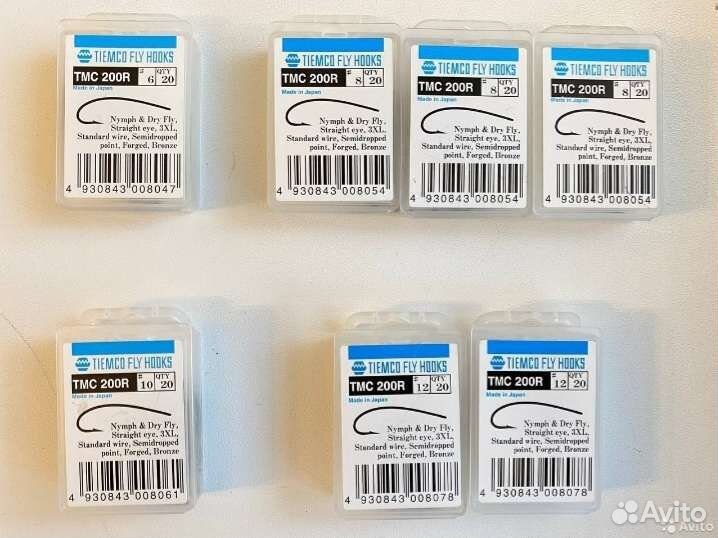 TIEMCO FLY HOOKS
TMC 200R # 6 QTY 20
Made in Japan
Nymph & Dry Fly,
Straight eye, 3XL,
Standard wire, Semidropped
point, Forged, Bronze
4 930843 008047
TIEMCO FLY HOOKS
TMC 200R # 8 QTY 20
Made in Japan
Nymph & Dry Fly,
Straight eye, 3XL,
Standard wire, Semidropped
point, Forged, Bronze
4 930843 008054
TIEMCO FLY HOOKS
TMC 200R # 8 QTY 20
Made in Japan
Nymph & Dry Fly,
Straight eye, 3XL,
Standard wire, Semidropped
point, Forged, Bronze
4 930843 008054
TIEMCO FLY HOOKS
TMC 200R # 8 QTY 20
Made in Japan
Nymph & Dry Fly,
Straight eye, 3XL,
Standard wire, Semidropped
point, Forged, Bronze
4 930843 008054
TIEMCO FLY HOOKS
TMC 200R # 10 QTY 20
Made in Japan
Nymph & Dry Fly,
Straight eye, 3XL,
Standard wire, Semidropped
point, Forged, Bronze
4 930843 008061
TIEMCO FLY HOOKS
TMC 200R # 12 QTY 20
Made in Japan
Nymph & Dry Fly,
Straight eye, 3XL,
Standard wire, Semidropped
point, Forged, Bronze
4 930843 008078
TIEMCO FLY HOOKS
TMC 200R # 12 QTY 20
Made in Japan
Nymph & Dry Fly,
Straight eye, 3XL,
Standard wire, Semidropped
point, Forged, Bronze
4 930843 008078
Avito
Avito